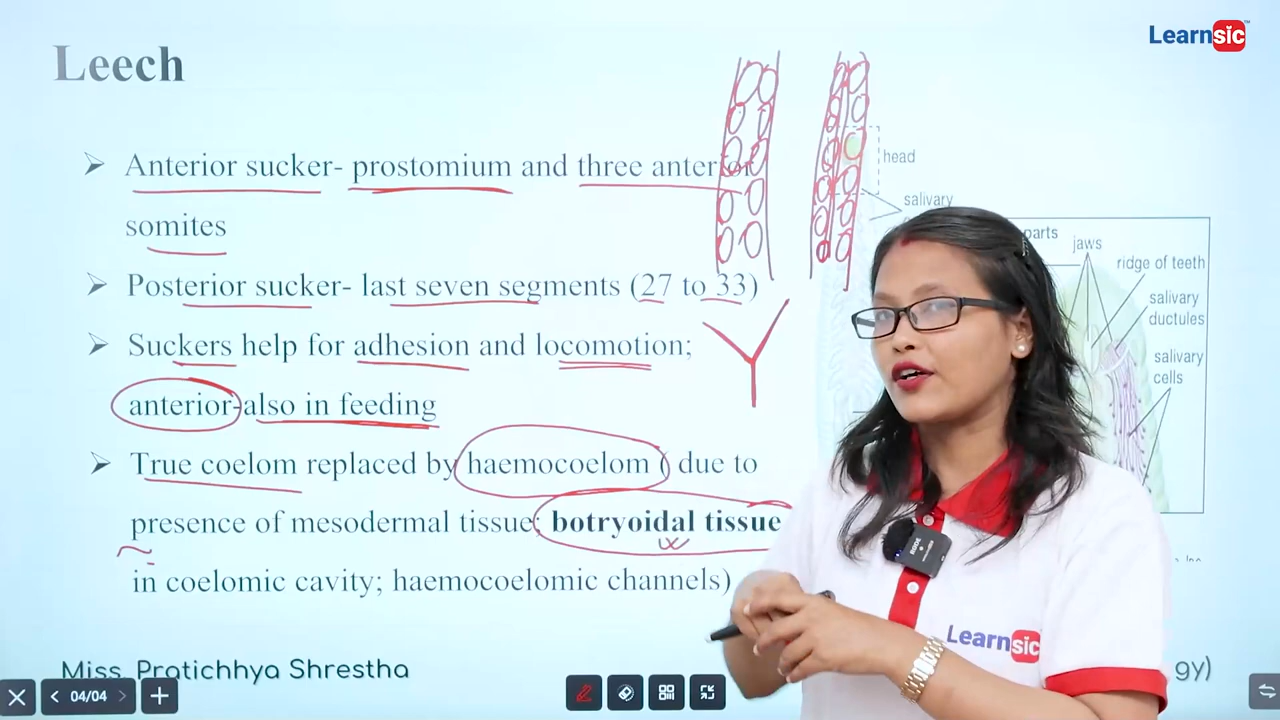 Learnsic
Leech
Anterior sucker- prostomium and three anterior
somites
Posterior sucker- last seven segments (27 to 33)
Suckers help for adhesion and locomotion;
anterior-also in feeding
True coelom replaced by haemocoelom ( due to
presence of mesodermal tissue; botryoidal tissue
in coelomic cavity; haemocoelomic channels)
head
salivary
parts
jaws
ridge of teeth
salivary
ductules
salivary
cells
Y
RODE
Learnsic
Miss. Pratichhya Shrestha
gy)
04/04